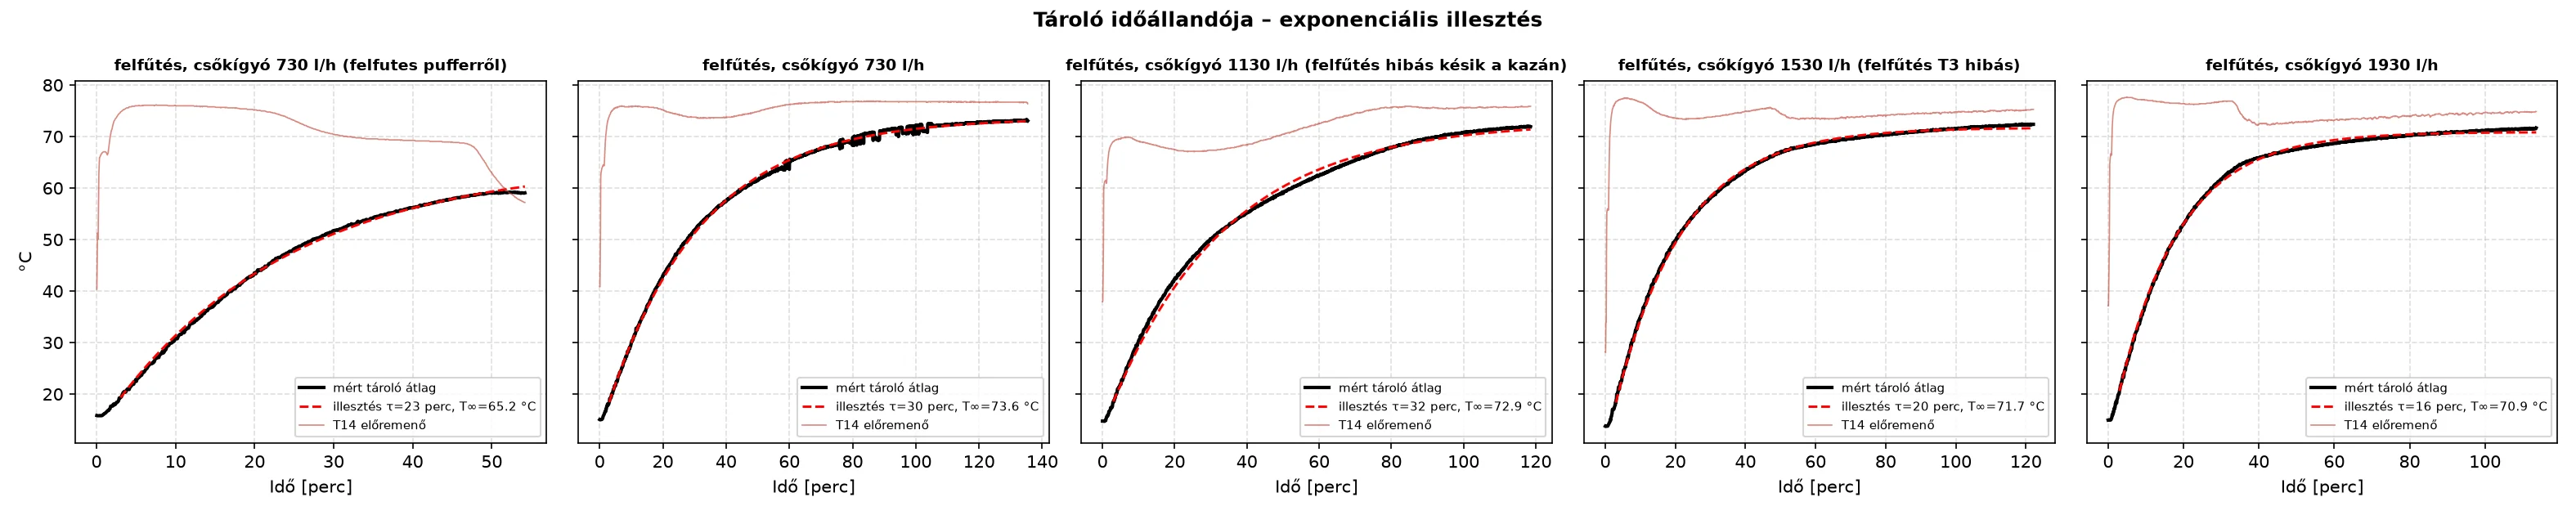 Tároló időállandója – exponenciális illesztés
felfűtés, csőkígyó 730 l/h (felfutes pufferről)
°C
80
70
60
50
40
30
20
0 10 20 30 40 50
Idő [perc]
mért tároló átlag
illesztés τ=23 perc, T∞=65.2 °C
T14 előremenő
felfűtés, csőkígyó 730 l/h
0 20 40 60 80 100 120 140
Idő [perc]
mért tároló átlag
illesztés τ=30 perc, T∞=73.6 °C
T14 előremenő
felfűtés, csőkígyó 1130 l/h (felfűtés hibás késik a kazán)
0 20 40 60 80 100 120
Idő [perc]
mért tároló átlag
illesztés τ=32 perc, T∞=72.9 °C
T14 előremenő
felfűtés, csőkígyó 1530 l/h (felfűtés T3 hibás)
0 20 40 60 80 100 120
Idő [perc]
mért tároló átlag
illesztés τ=20 perc, T∞=71.7 °C
T14 előremenő
felfűtés, csőkígyó 1930 l/h
0 20 40 60 80 100
Idő [perc]
mért tároló átlag
illesztés τ=16 perc, T∞=70.9 °C
T14 előremenő